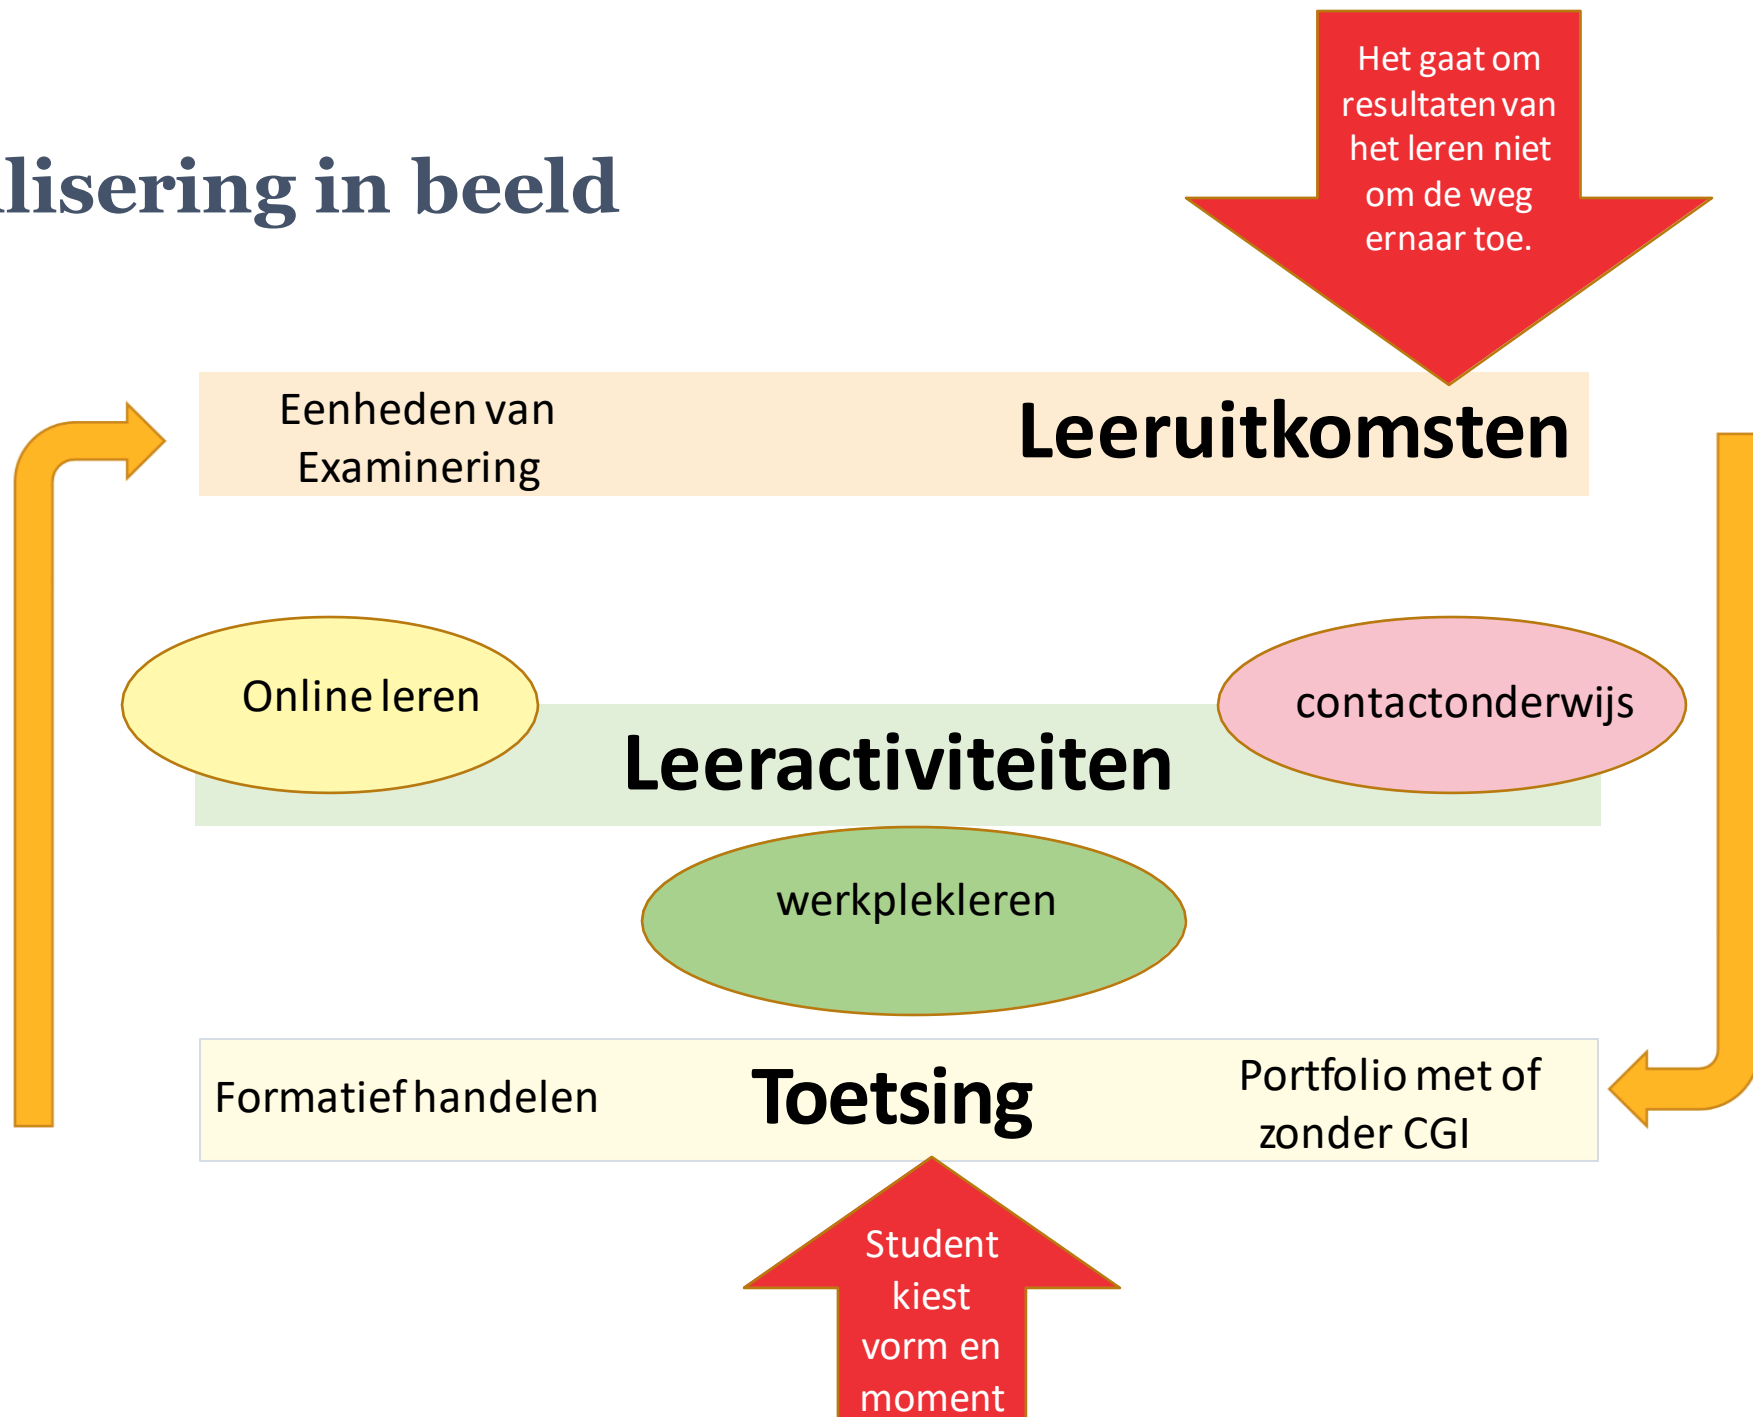 Het gaat om
resultaten van
het leren niet
om de weg
ernaar toe.
lisering in beeld
Eenheden van
Examinering
Leeruitkomsten
Online leren
contactonderwijs
Leeractiviteiten
werkplekleren
Formatief handelen
Toetsing
Portfolio met of
zonder CGI
Student
kiest
vorm en
moment